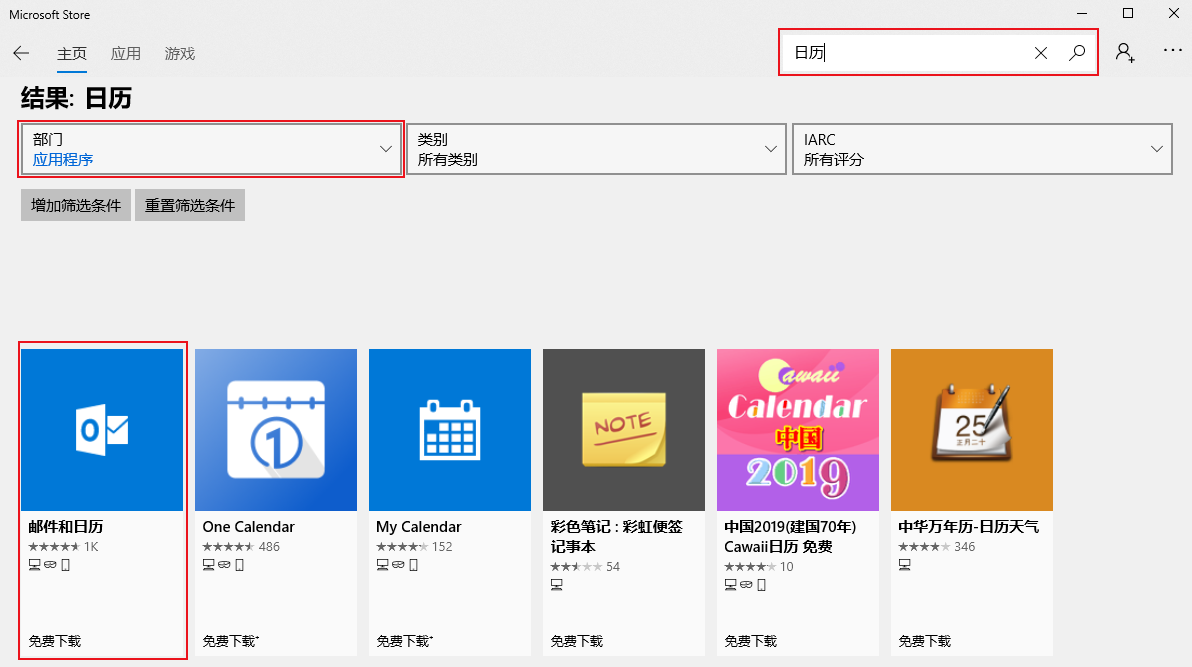 Microsoft Store
主页 应用 游戏
日历
结果: 日历
部门
应用程序
类别
所有类别
IARC
所有评分
增加筛选条件 重置筛选条件
O
邮件和日历
1K
免费下载
1
One Calendar
486
免费下载+
My Calendar
152
免费下载+
NOTE
彩色笔记 : 彩虹便签
记事本
54
免费下载
Cawaii
Calendar
中国
2019
中国2019(建国70年)
Cawaii日历 免费
10
免费下载
25
正月二十
中华万年历-日历天气
346
免费下载